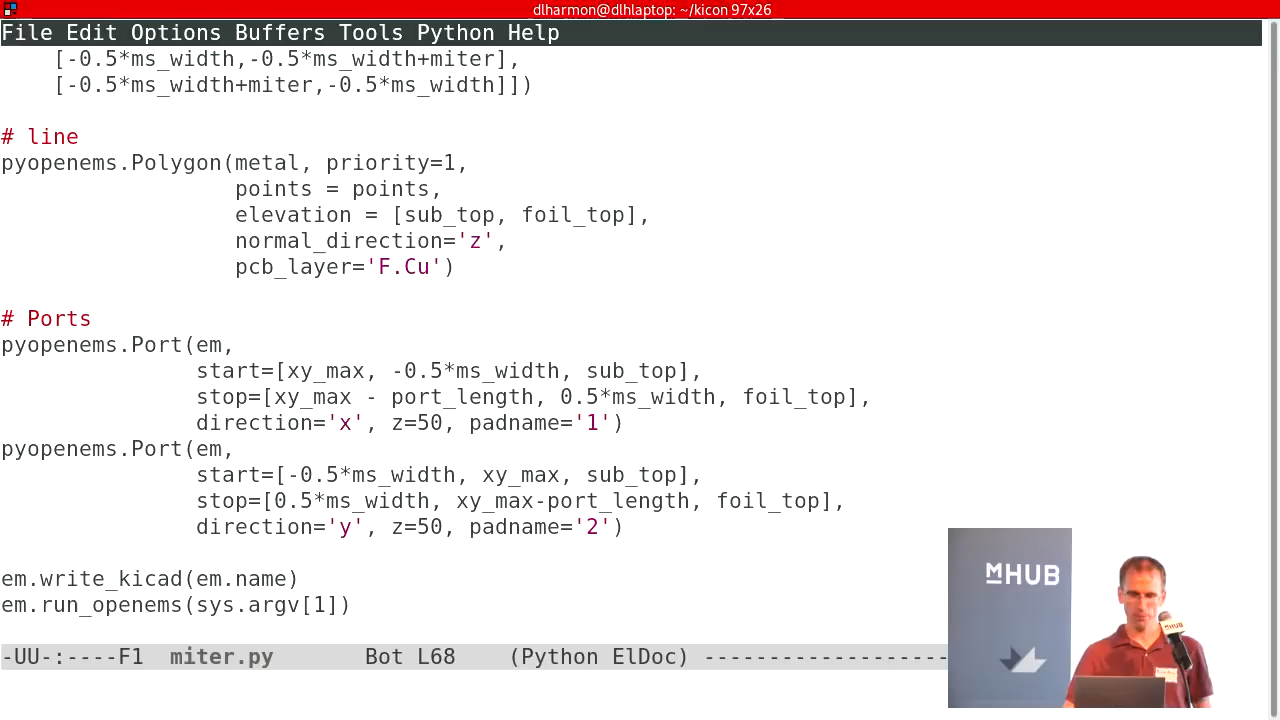 dlharmon@dlhlaptop: ~/kicon 97x26
File Edit Options Buffers Tools Python Help
[-0.5*ms_width,-0.5*ms_width+miter],
[-0.5*ms_width+miter,-0.5*ms_width]])
# line
pyopenems.Polygon(metal, priority=1,
points = points,
elevation = [sub_top, foil_top],
normal_direction='z',
pcb_layer='F.Cu')
# Ports
pyopenems.Port(em,
start=[xy_max, -0.5*ms_width, sub_top],
stop=[xy_max - port_length, 0.5*ms_width, foil_top],
direction='x', z=50, padname='1')
pyopenems.Port(em,
start=[-0.5*ms_width, xy_max, sub_top],
stop=[0.5*ms_width, xy_max-port_length, foil_top],
direction='y', z=50, padname='2')
em.write_kicad(em.name)
em.run_openems(sys.argv[1])
-UU-:----F1 miter.py Bot L68 (Python ElDoc) -------------------
MHUB
MHUB